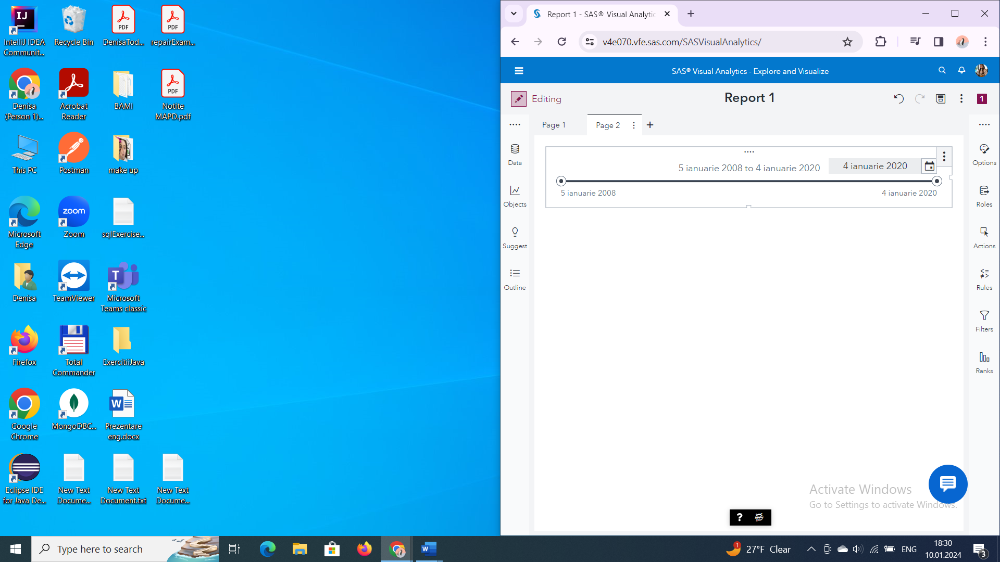 IntelliJ IDEA
Communit...
Recycle Bin
DenisaTod...
repairExam...
Denisa
(Person 1)...
Acrobat
Reader
BAMI
Notite
MAPD.pdf
This PC
Postman
make up
Microsoft
Edge
zoom
Zoom
sqlExercise...
Denisa
TeamViewer
Microsoft
Teams classic
Firefox
Total
Commander
ExercitiiJava
Google
Chrome
MongoDBC...
Prezentare
eng.docx
Eclipse IDE
for Java De...
New Text
Docume...
New Text
Document.txt
New Text
Docume...
Report 1 - SAS® Visual Analytic
v4e070.vfe.sas.com/SASVisualAnalytics/
SAS® Visual Analytics - Explore and Visualize
Editing
Report 1
1
Page 1
Page 2
Data
Objects
Suggest
Outline
5 ianuarie 2008 to 4 ianuarie 2020
4 ianuarie 2020
5 ianuarie 2008
4 ianuarie 2020
Options
Roles
Actions
Rules
Filters
Ranks
Activate Windows
Go to Settings to activate Windows.
?
Type here to search
1
27°F Clear
ENG
18:30
10.01.2024
3